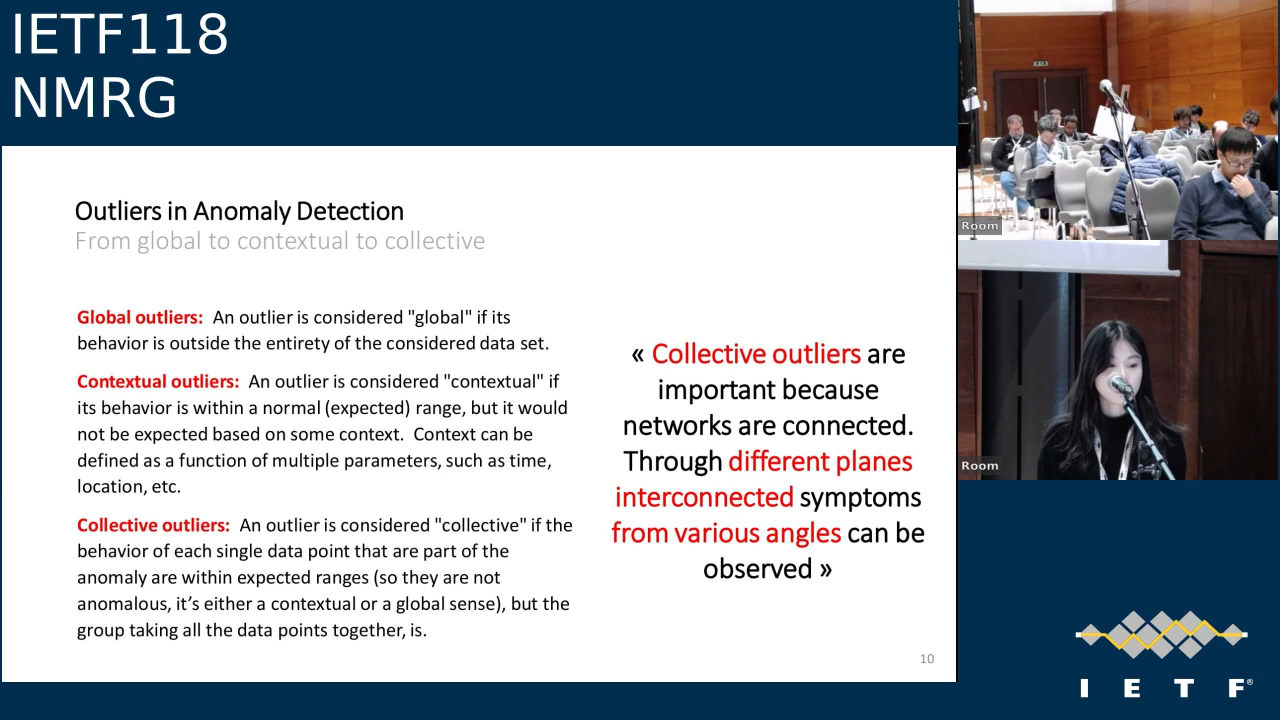 IETF118
NMRG
Outliers in Anomaly Detection
From global to contextual to collective
Global outliers: An outlier is considered "global" if its
behavior is outside the entirety of the considered data set.
Contextual outliers: An outlier is considered "contextual" if
its behavior is within a normal (expected) range, but it would
not be expected based on some context. Context can be
defined as a function of multiple parameters, such as time,
location, etc.
Collective outliers: An outlier is considered "collective" if the
behavior of each single data point that are part of the
anomaly are within expected ranges (so they are not
anomalous, it’s either a contextual or a global sense), but the
group taking all the data points together, is.
« Collective outliers are
important because
networks are connected.
Through different planes
interconnected symptoms
from various angles can be
observed »
10
Room
Room
I E T F®